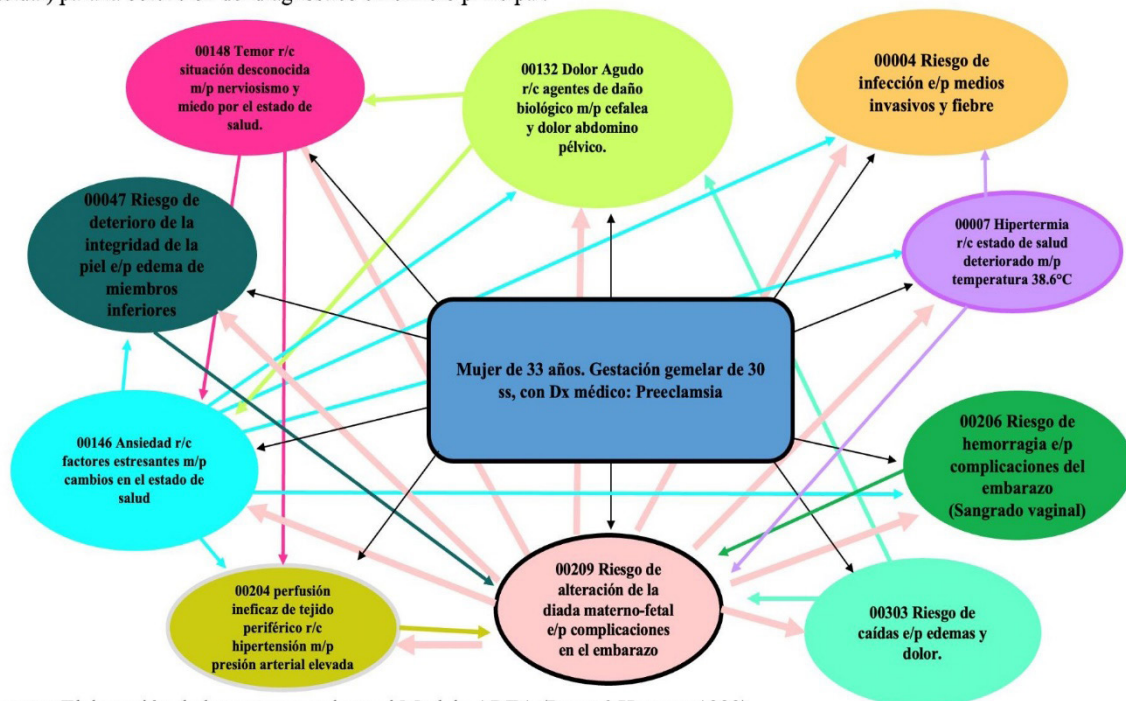 para la
00148 Temor r/c
situación desconocida
m/p nerviosismo y
miedo por el estado de
salud.
00132 Dolor Agudo
r/c agentes de daño
biológico m/p cefalea
y dolor abdomino
pélvico.
00004 Riesgo de
infección e/p medios
invasivos y fiebre
00047 Riesgo de
deterioro de la
integridad de la
piel e/p edema de
miembros
inferiores
00007 Hipertermia
r/c estado de salud
deteriorado m/p
temperatura 38.6°C
Mujer de 33 años. Gestación gemelar de 30
ss, con Dx médico: Preeclamsia
00146 Ansiedad r/c
factores estresantes m/p
cambios en el estado de
salud
00206 Riesgo de
hemorragia e/p
complicaciones del
embarazo
(Sangrado vaginal)
00204 perfusión
ineficaz de tejido
periférico r/c
hipertensión m/p
presión arterial elevada
00209 Riesgo de
alteración de la
diada materno-fetal
e/p complicaciones
en el embarazo
00303 Riesgo de
caídas e/p edemas y
dolor.